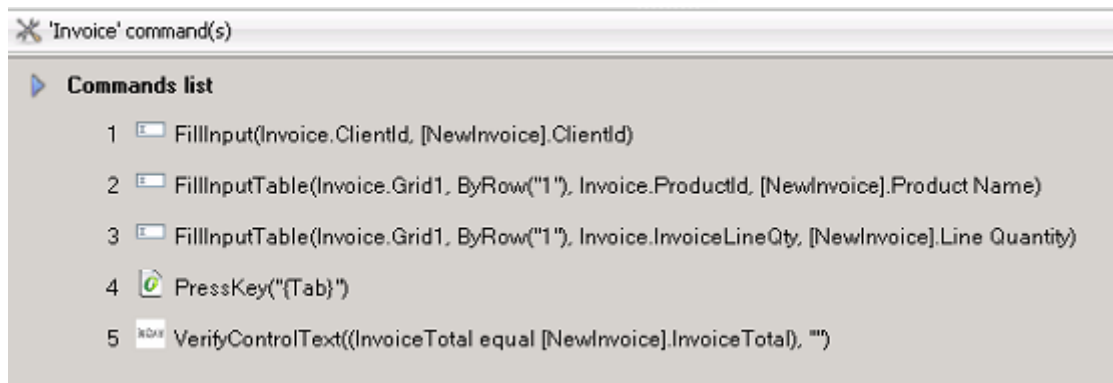 'Invoice' command(s)
Commands list
1 FillInput(Invoice.ClientId, [NewInvoice].ClientId)
2 FillInputTable(Invoice.Grid1, ByRow("1"), Invoice.ProductId, [NewInvoice].Product Name)
3 FillInputTable(Invoice.Grid1, ByRow("1"), Invoice.InvoiceLineQty, [NewInvoice].Line Quantity)
4 PressKey("{Tab}")
5 VerifyControlText((InvoiceTotal equal [NewInvoice].InvoiceTotal), "")